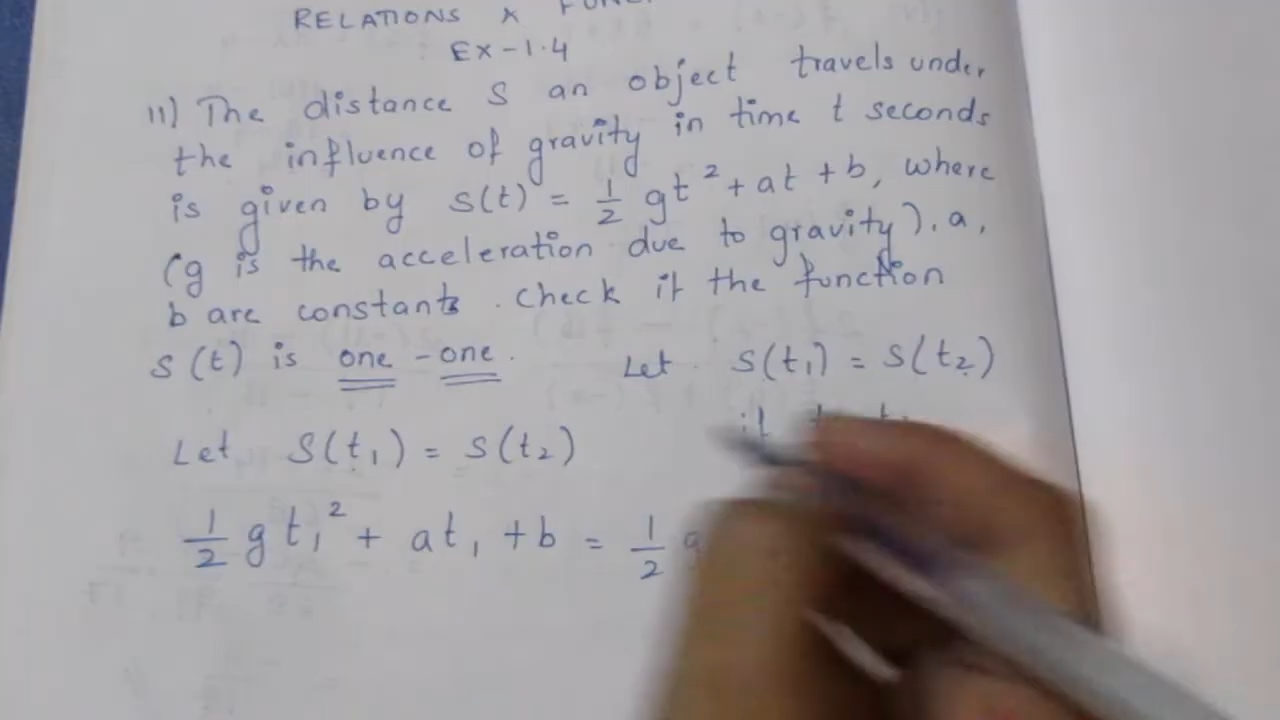 RELATIONS
Ex-1.4
11) The distance S an object travels under
the influence of gravity in time t seconds
is given by s(t) = 1/2 gt² + at + b, where
(g is the acceleration due to gravity). a,
b are constants. Check if the function
s(t) is one-one.
Let s(t₁) = s(t₂)
if
Let S(t₁) = S(t₂)
1/2 gt₁² + at₁ + b = 1/2 g